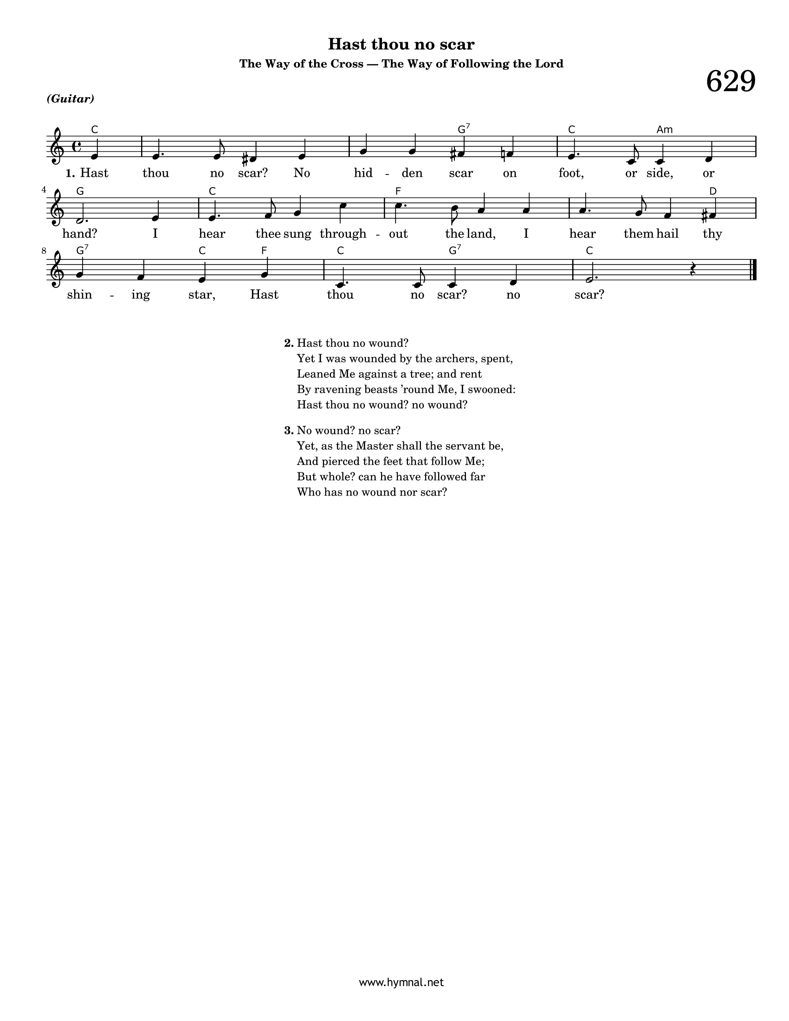 Hast thou no scar
The Way of the Cross — The Way of Following the Lord
629
(Guitar)
C G7 C Am
1. Hast thou no scar? No hid - den scar on foot, or side, or
4 G C F D
hand? I hear thee sung through - out the land, I hear them hail thy
8 G7 C F C G7 C
shin - ing star, Hast thou no scar? no scar?
2. Hast thou no wound?
Yet I was wounded by the archers, spent,
Leaned Me against a tree; and rent
By ravening beasts ’round Me, I swooned:
Hast thou no wound? no wound?
3. No wound? no scar?
Yet, as the Master shall the servant be,
And pierced the feet that follow Me;
But whole? can he have followed far
Who has no wound nor scar?
www.hymnal.net